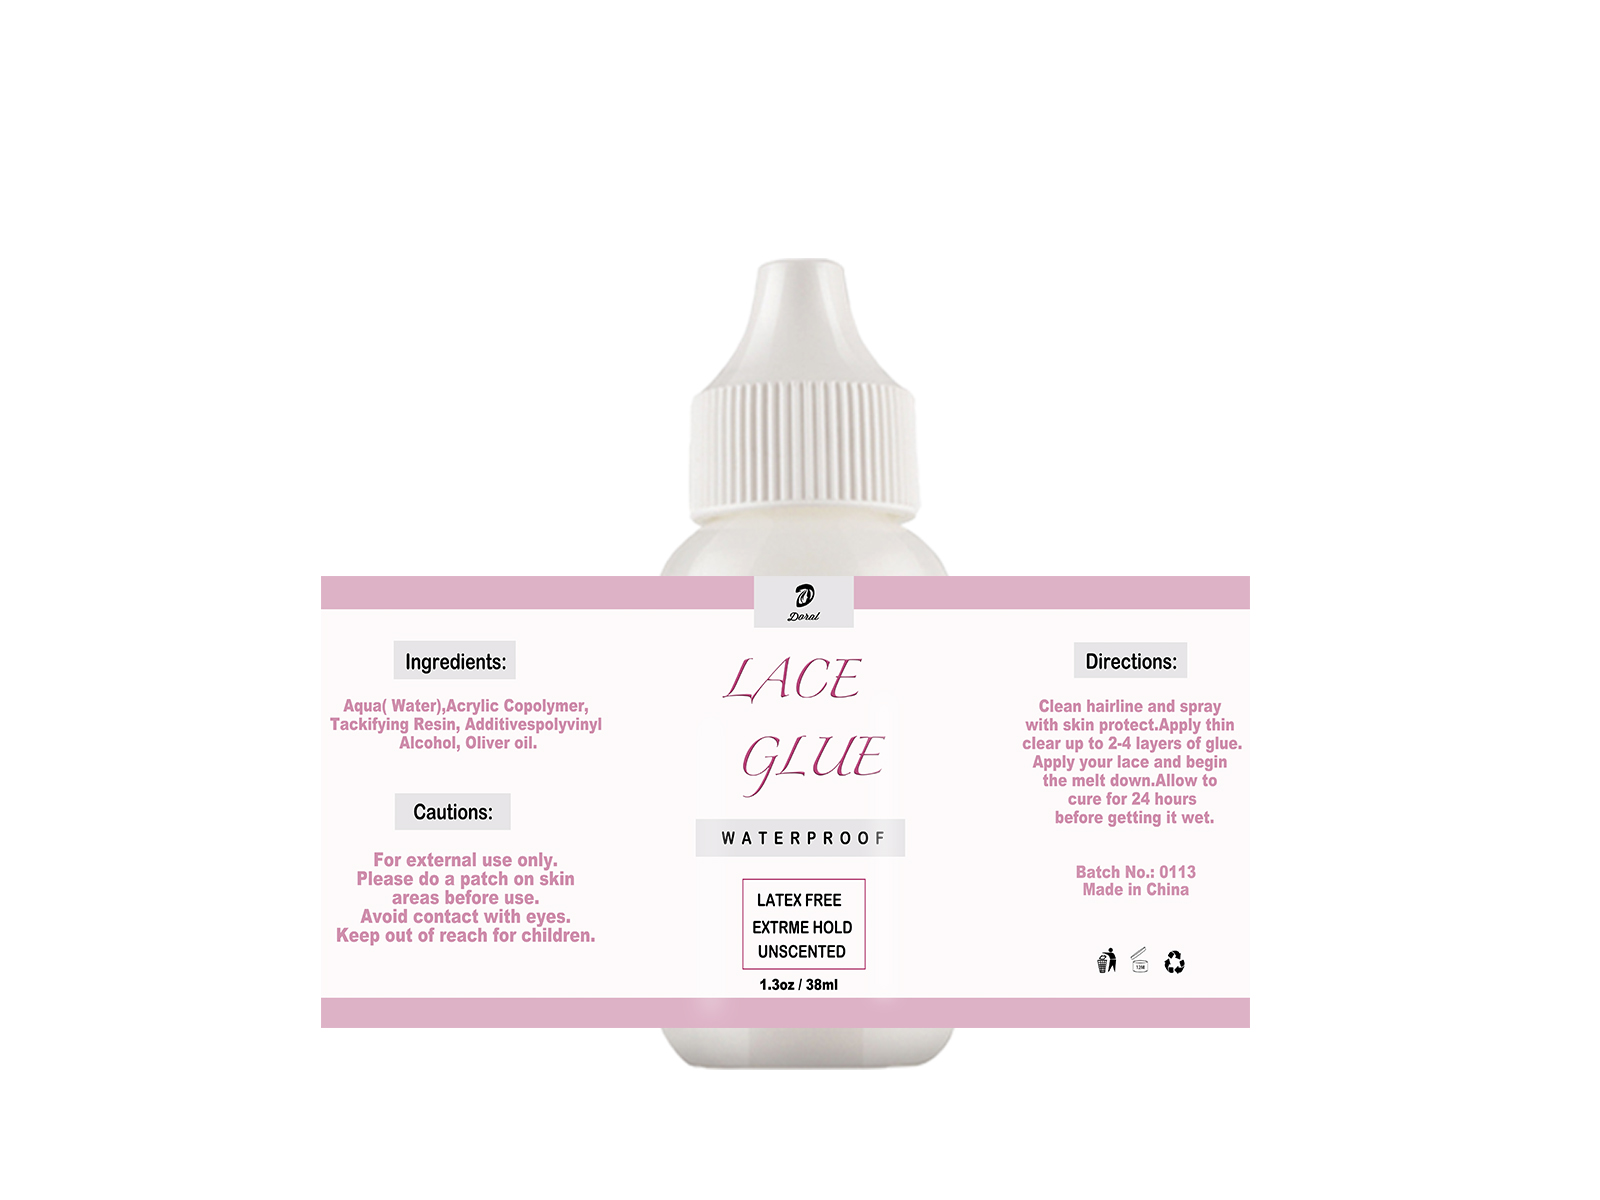 Doral
LACE
GLUE
WATERPROOF
LATEX FREE
EXTRME HOLD
UNSCENTED
1.3oz / 38ml
Ingredients:
Aqua( Water),Acrylic Copolymer,
Tackifying Resin, Additivespolyvinyl
Alcohol, Oliver oil.
Cautions:
For external use only.
Please do a patch on skin
areas before use.
Avoid contact with eyes.
Keep out of reach for children.
Directions:
Clean hairline and spray
with skin protect.Apply thin
clear up to 2-4 layers of glue.
Apply your lace and begin
the melt down.Allow to
cure for 24 hours
before getting it wet.
Batch No.: 0113
Made in China
12M